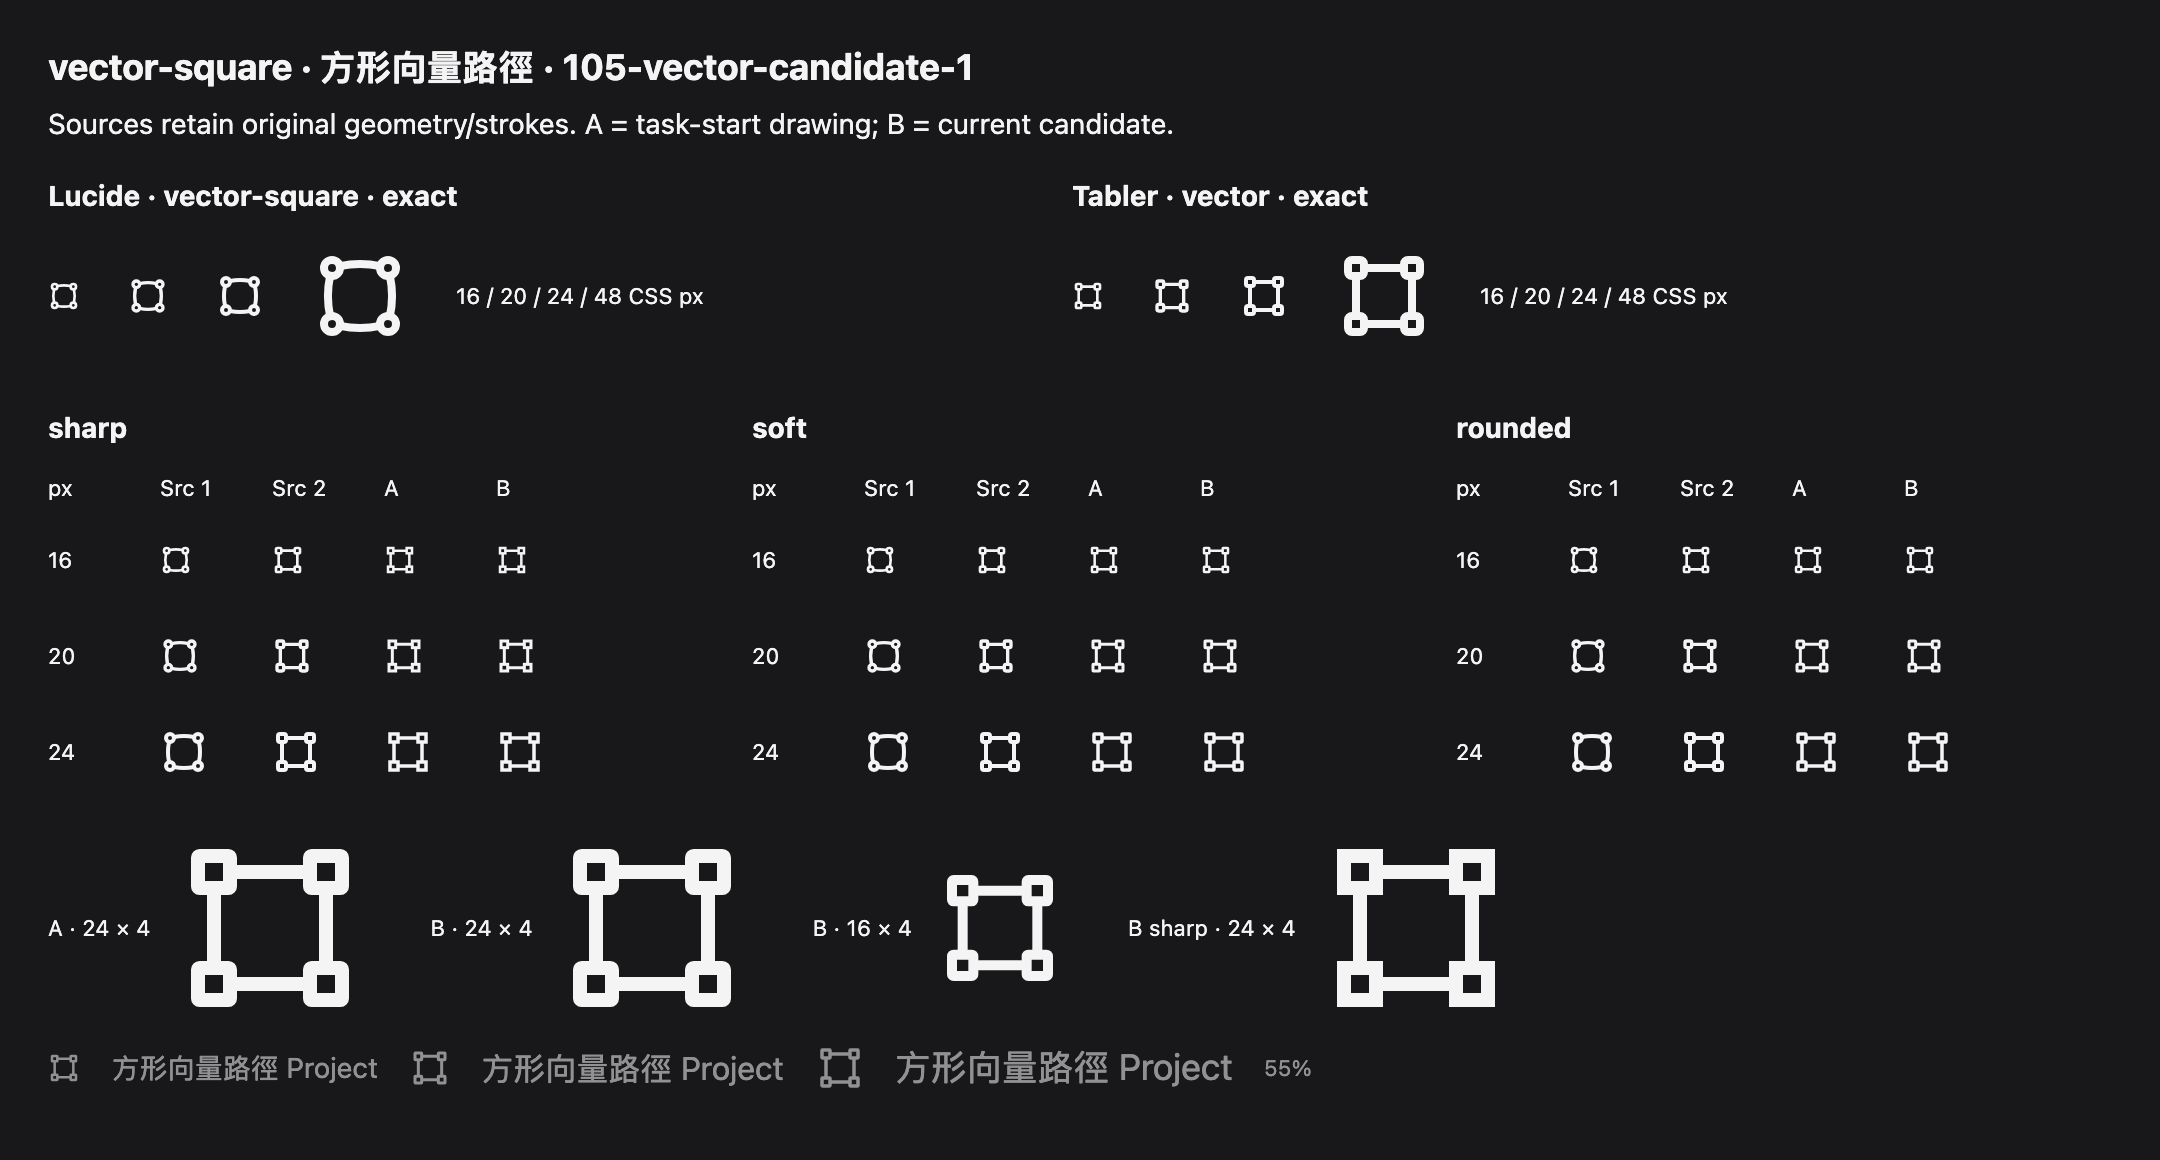 vector-square · 方形向量路徑 · 105-vector-candidate-1
Sources retain original geometry/strokes. A = task-start drawing; B = current candidate.
Lucide · vector-square · exact
16 / 20 / 24 / 48 CSS px
Tabler · vector · exact
16 / 20 / 24 / 48 CSS px
sharp
px Src 1 Src 2 A B
16
20
24
soft
px Src 1 Src 2 A B
16
20
24
rounded
px Src 1 Src 2 A B
16
20
24
A · 24 × 4
B · 24 × 4
B · 16 × 4
B sharp · 24 × 4
方形向量路徑 Project 方形向量路徑 Project 方形向量路徑 Project 55%